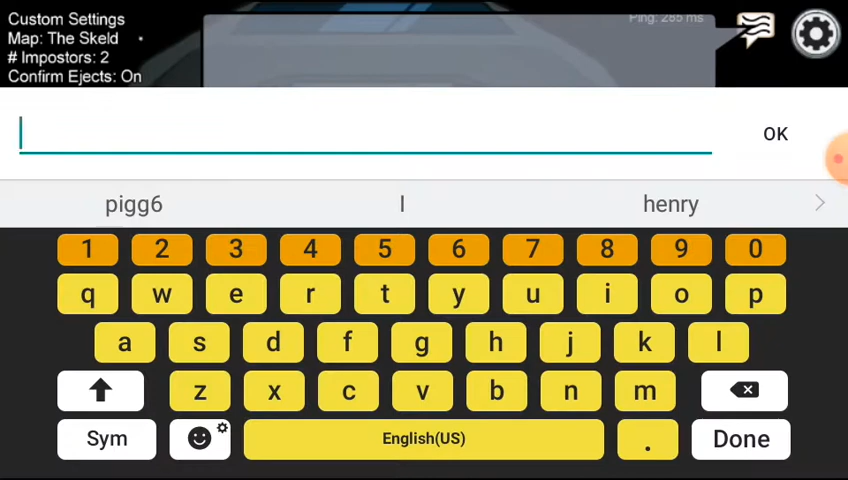 Custom Settings
Map: The Skeld
# Impostors: 2
Confirm Ejects: On
Ping: 285 ms
OK
pigg6 I henry
1 2 3 4 5 6 7 8 9 0
q w e r t y u i o p
a s d f g h j k l
z x c v b n m
Sym English(US) . Done